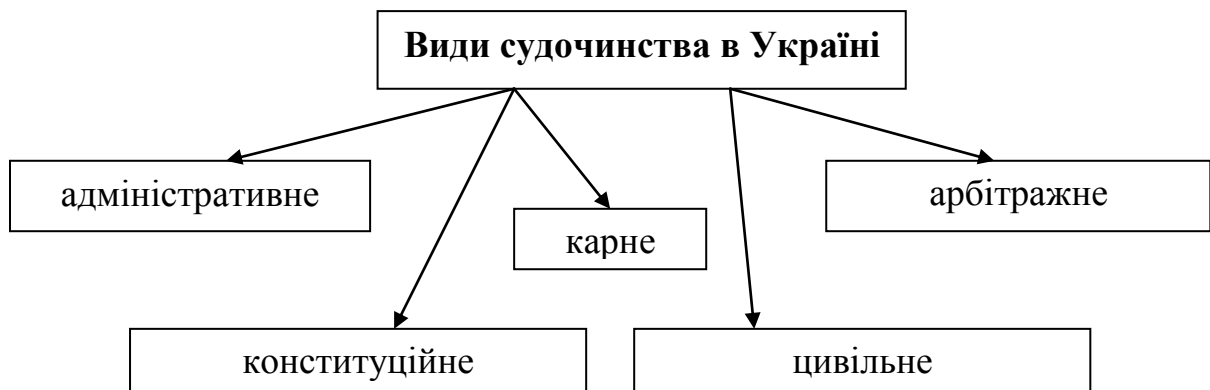 Види судочинства в Україні
адміністративне
арбітражне
карне
конституційне
цивільне